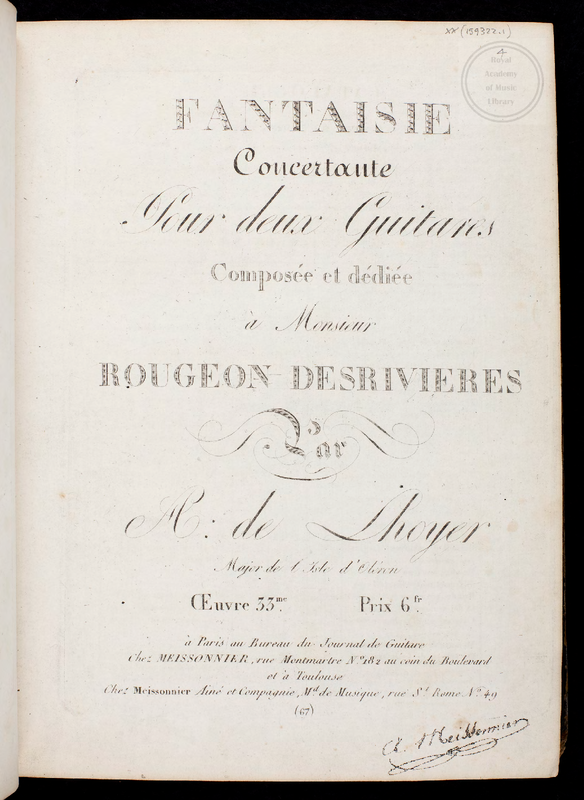 XX (159322.1)
4
Royal
Academy
of Music
Library
FANTAISIE
Concertante
Pour deux Guitares
Composée et dédiée
à Monsieur
ROUGEON DESRIVIERES
Par
A: de Lhoyer
Major de l'Isle d'Oléron
Œuvre 33me. Prix 6fr.
à Paris au Bureau du Journal de Guitare
Chez MEISSONNIER, rue Montmartre N.º 182 au coin du Boulevard
et à Toulouse
Chez Meissonnier Ainé et Compagnie, Md. de Musique, rue St. Rome Nº. 49
(67)
Meissonnier